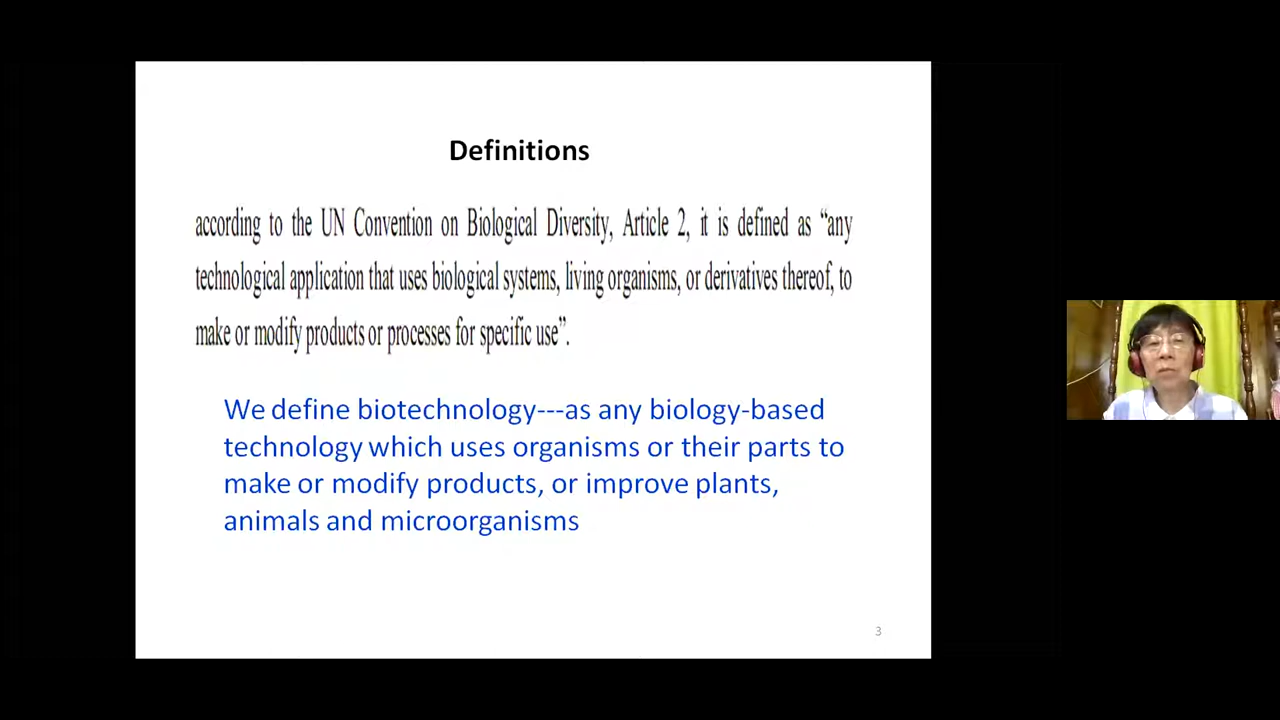 Definitions
according to the UN Convention on Biological Diversity, Article 2, it is defined as “any
technological application that uses biological systems, living organisms, or derivatives thereof, to
make or modify products or processes for specific use”.
We define biotechnology---as any biology-based
technology which uses organisms or their parts to
make or modify products, or improve plants,
animals and microorganisms
3